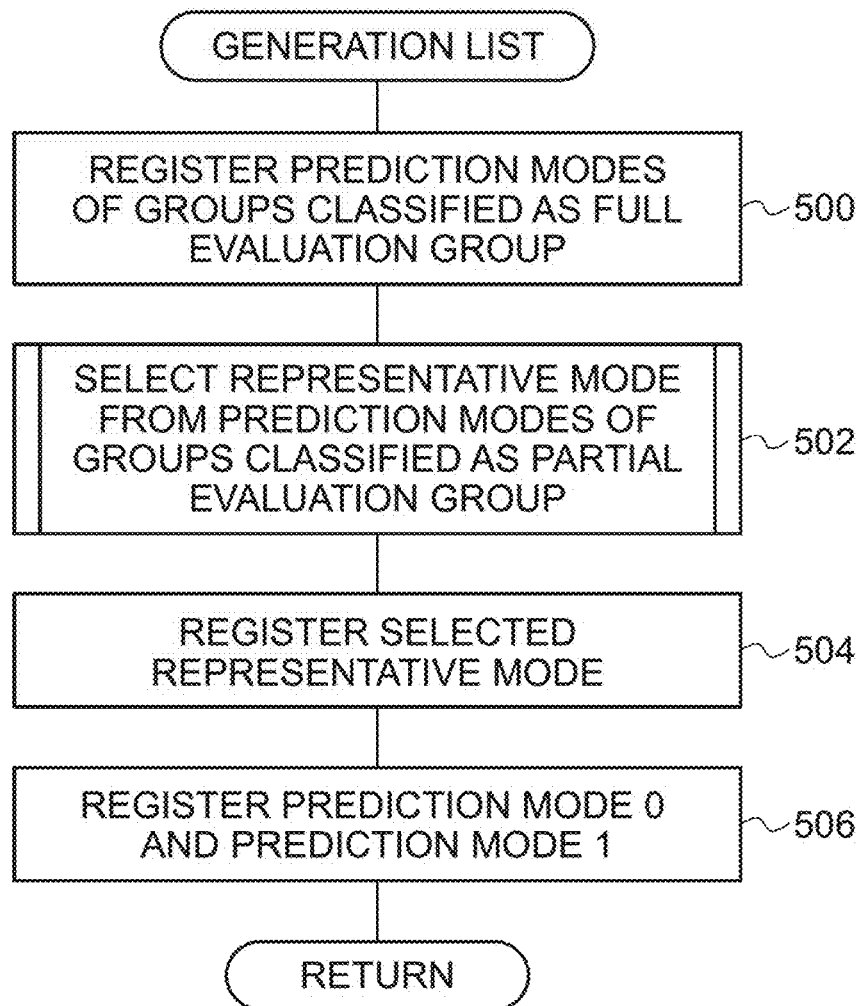 GENERATION LIST
REGISTER PREDICTION MODES
OF GROUPS CLASSIFIED AS FULL
EVALUATION GROUP
500
SELECT REPRESENTATIVE MODE
FROM PREDICTION MODES OF
GROUPS CLASSIFIED AS PARTIAL
EVALUATION GROUP
502
REGISTER SELECTED
REPRESENTATIVE MODE
504
REGISTER PREDICTION MODE 0
AND PREDICTION MODE 1
506
RETURN